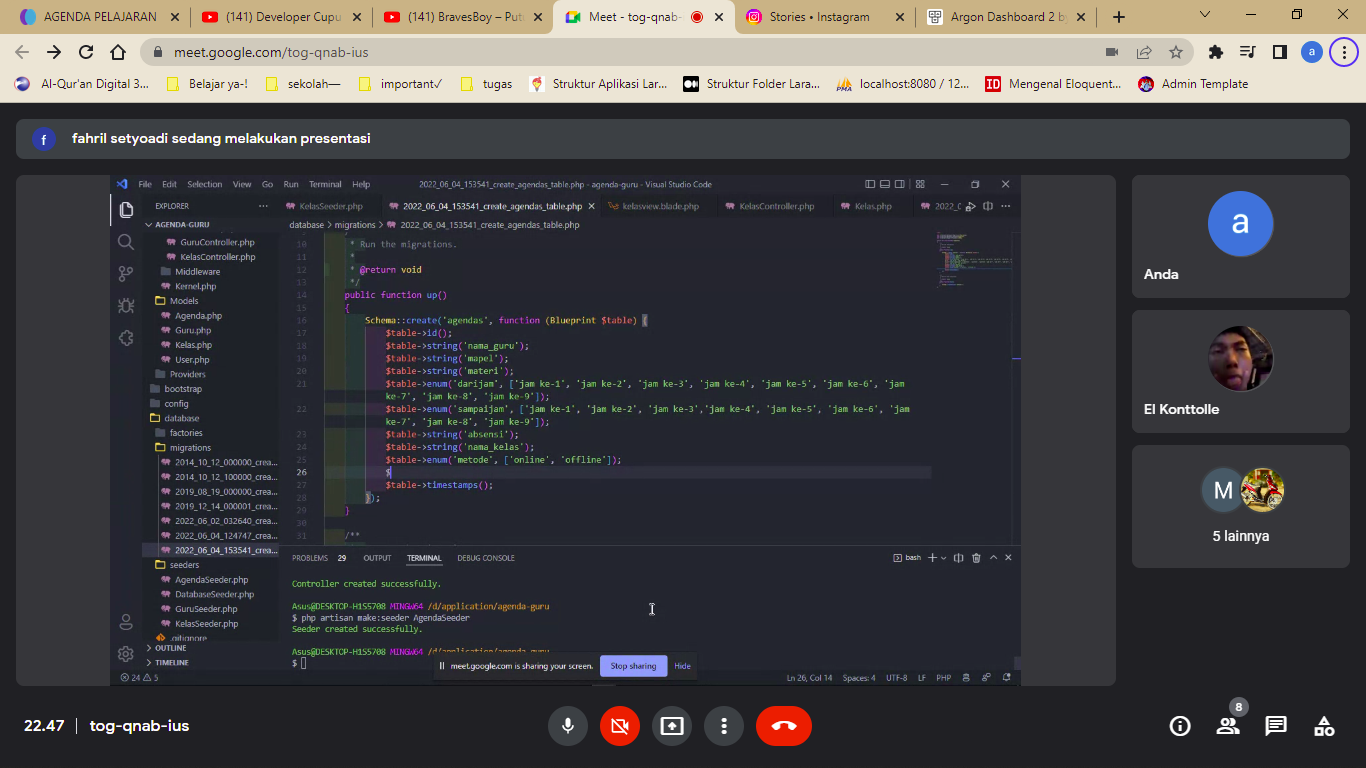 AGENDA PELAJARAN
(141) Developer Cupu
(141) BravesBoy – Put
Meet - tog-qnab-
Stories • Instagram
Argon Dashboard 2 by
meet.google.com/tog-qnab-ius
a
Al-Qur'an Digital 3...
Belajar ya-!
sekolah—
important✓
tugas
Struktur Aplikasi Lar...
Struktur Folder Lara...
localhost:8080 / 12...
ID Mengenal Eloquent...
Admin Template
f fahril setyoadi sedang melakukan presentasi
File Edit Selection View Go Run Terminal Help
2022_06_04_153541_create_agendas_table.php - agenda-guru - Visual Studio Code
EXPLORER
KelasSeeder.php
2022_06_04_153541_create_agendas_table.php
kelasview.blade.php
KelasController.php
Kelas.php
2022_0
AGENDA-GURU
GuruController.php
KelasController.php
Middleware
Kernel.php
Models
Agenda.php
Guru.php
Kelas.php
User.php
Providers
bootstrap
config
database
factories
migrations
2014_10_12_000000_crea...
2014_10_12_100000_crea...
2019_08_19_000000_crea...
2019_12_14_000001_crea...
2022_06_02_032640_crea...
2022_06_04_124747_crea...
2022_06_04_153541_crea...
seeders
AgendaSeeder.php
DatabaseSeeder.php
GuruSeeder.php
KelasSeeder.php
.gitignore
OUTLINE
TIMELINE
database > migrations > 2022_06_04_153541_create_agendas_table.php
10 * Run the migrations.
11 *
12 * @return void
13 */
14 public function up()
15 {
16 Schema::create('agendas', function (Blueprint $table) {
17 $table->id();
18 $table->string('nama_guru');
19 $table->string('mapel');
20 $table->string('materi');
21 $table->enum('darijam', ['jam ke-1', 'jam ke-2', 'jam ke-3', 'jam ke-4', 'jam ke-5', 'jam ke-6', 'jam
ke-7', 'jam ke-8', 'jam ke-9']);
22 $table->enum('sampaijam', ['jam ke-1', 'jam ke-2', 'jam ke-3','jam ke-4', 'jam ke-5', 'jam ke-6', 'jam
ke-7', 'jam ke-8', 'jam ke-9']);
23 $table->string('absensi');
24 $table->string('nama_kelas');
25 $table->enum('metode', ['online', 'offline']);
26 $
27 $table->timestamps();
28 });
29 }
30
31 /**
PROBLEMS 29 OUTPUT TERMINAL DEBUG CONSOLE
bash
Controller created successfully.
Asus@DESKTOP-H1S5708 MINGW64 /d/application/agenda-guru
$ php artisan make:seeder AgendaSeeder
Seeder created successfully.
Asus@DESKTOP-H1S5708 MINGW64 /d/application/agenda-guru
$
meet.google.com is sharing your screen. Stop sharing Hide
24 5
Ln 26, Col 14 Spaces: 4 UTF-8 LF PHP
a
Anda
El Konttolle
M
5 lainnya
22.47 | tog-qnab-ius
8